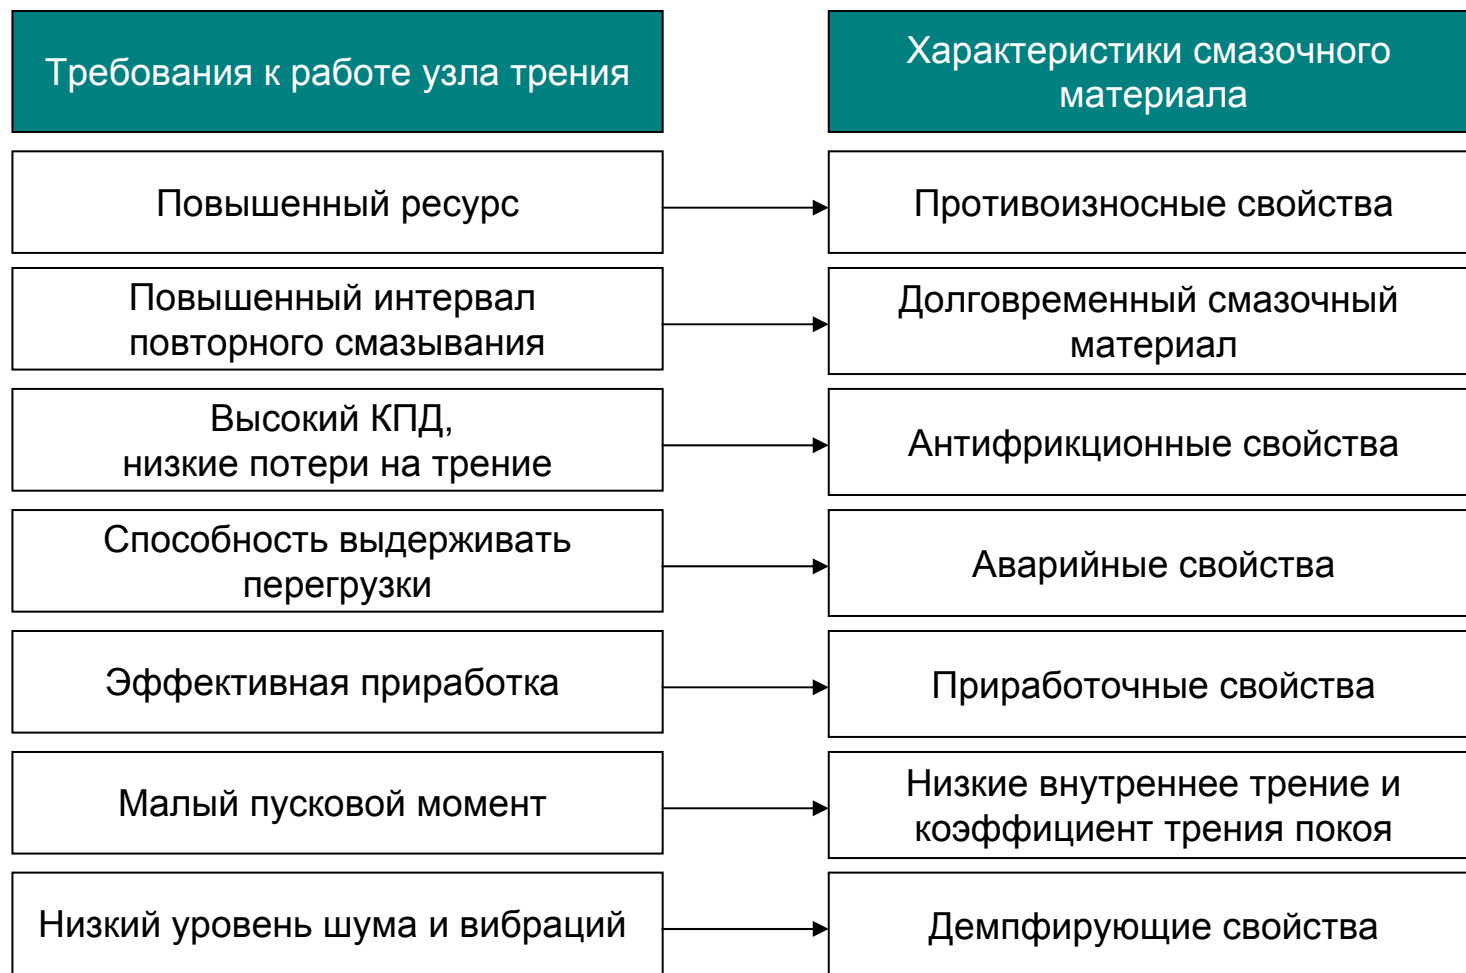 Требования к работе узла трения
Характеристики смазочного
материала
Повышенный ресурс
Противоизносные свойства
Повышенный интервал
повторного смазывания
Долговременный смазочный
материал
Высокий КПД,
низкие потери на трение
Антифрикционные свойства
Способность выдерживать
перегрузки
Аварийные свойства
Эффективная приработка
Приработочные свойства
Малый пусковой момент
Низкие внутреннее трение и
коэффициент трения покоя
Низкий уровень шума и вибраций
Демпфирующие свойства